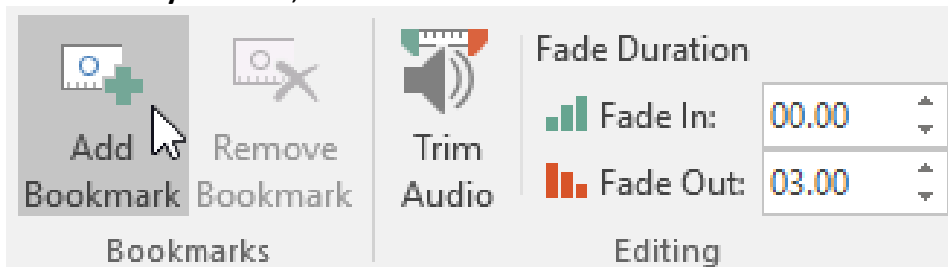 Add Bookmark
Remove Bookmark
Trim Audio
Fade Duration
Fade In: 00.00
Fade Out: 03.00
Bookmarks
Editing